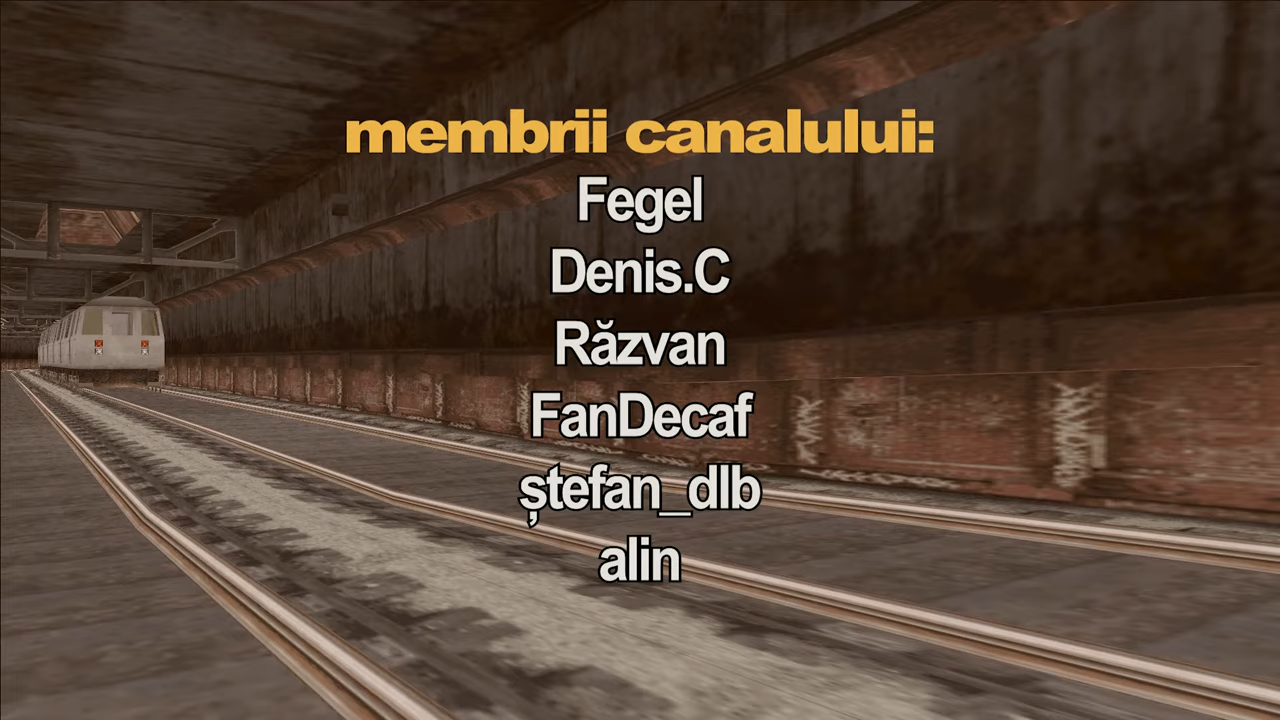 membrii canalului:
Fegel
Denis.C
Răzvan
FanDecaf
ștefan_dlb
alin